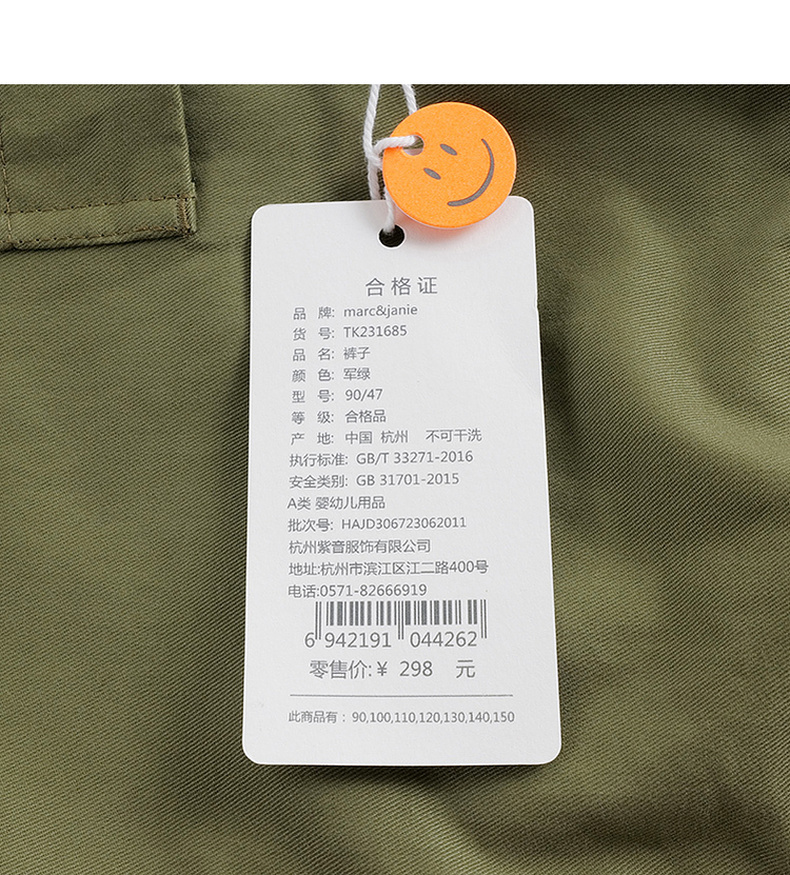 合格证
品 牌: marc&janie
货 号: TK231685
品 名: 裤子
颜 色: 军绿
型 号: 90/47
等 级: 合格品
产 地: 中国 杭州 不可干洗
执行标准: GB/T 33271-2016
安全类别: GB 31701-2015
A类 婴幼儿用品
批次号: HAJD306723062011
杭州紫音服饰有限公司
地址:杭州市滨江区江二路400号
电话:0571-82666919
6 942191 044262
零售价:¥ 298 元
此商品有: 90,100,110,120,130,140,150